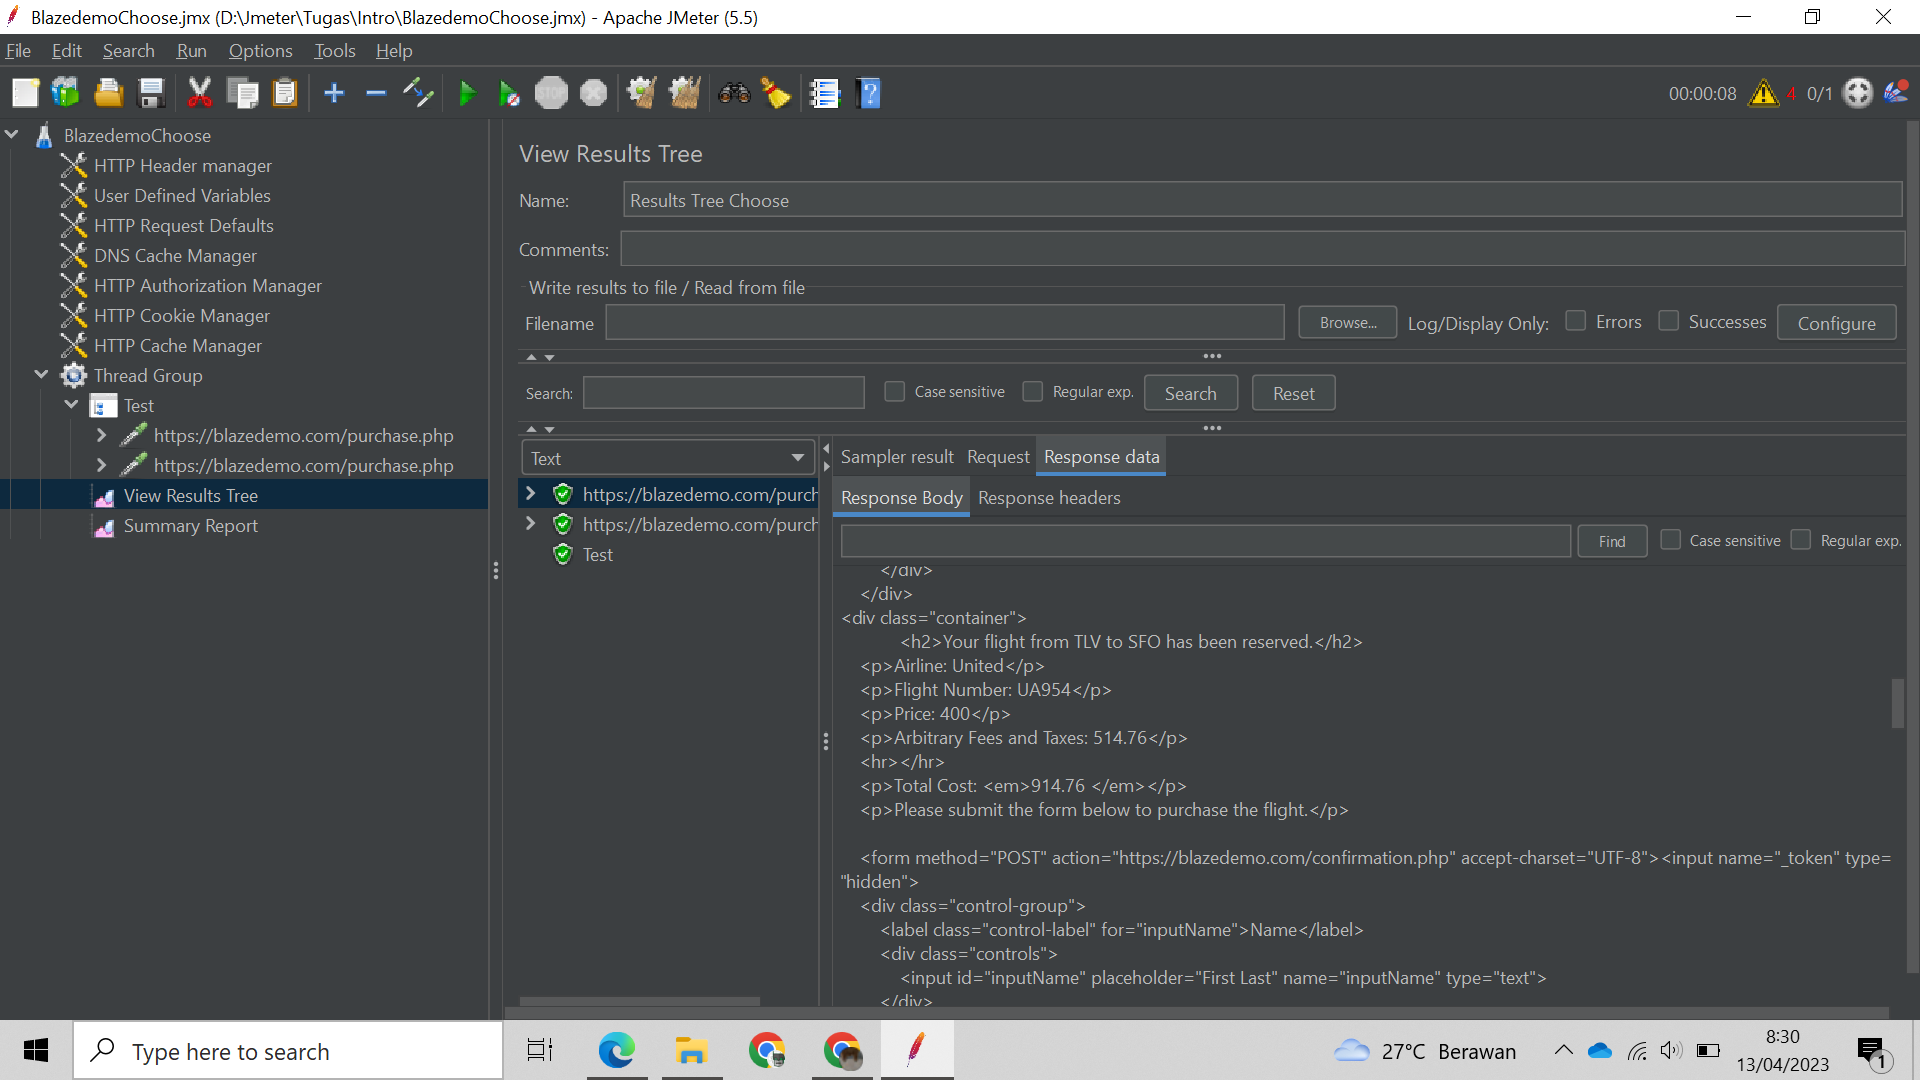 BlazedemoChoose.jmx (D:\Jmeter\Tugas\Intro\BlazedemoChoose.jmx) - Apache JMeter (5.5)
File Edit Search Run Options Tools Help
STOP
00:00:08 4 0/1
BlazedemoChoose
HTTP Header manager
User Defined Variables
HTTP Request Defaults
DNS Cache Manager
HTTP Authorization Manager
HTTP Cookie Manager
HTTP Cache Manager
Thread Group
Test
https://blazedemo.com/purchase.php
https://blazedemo.com/purchase.php
View Results Tree
Summary Report
View Results Tree
Name: Results Tree Choose
Comments:
Write results to file / Read from file
Filename Browse... Log/Display Only: Errors Successes Configure
Search: Case sensitive Regular exp. Search Reset
Text
https://blazedemo.com/purch
https://blazedemo.com/purch
Test
Sampler result Request Response data
Response Body Response headers
Find Case sensitive Regular exp.
</div>
</div>
<div class="container">
<h2>Your flight from TLV to SFO has been reserved.</h2>
<p>Airline: United</p>
<p>Flight Number: UA954</p>
<p>Price: 400</p>
<p>Arbitrary Fees and Taxes: 514.76</p>
<hr></hr>
<p>Total Cost: <em>914.76 </em></p>
<p>Please submit the form below to purchase the flight.</p>
<form method="POST" action="https://blazedemo.com/confirmation.php" accept-charset="UTF-8"><input name="_token" type=
"hidden">
<div class="control-group">
<label class="control-label" for="inputName">Name</label>
<div class="controls">
<input id="inputName" placeholder="First Last" name="inputName" type="text">
</div>
Type here to search
27°C Berawan
8:30
13/04/2023
1